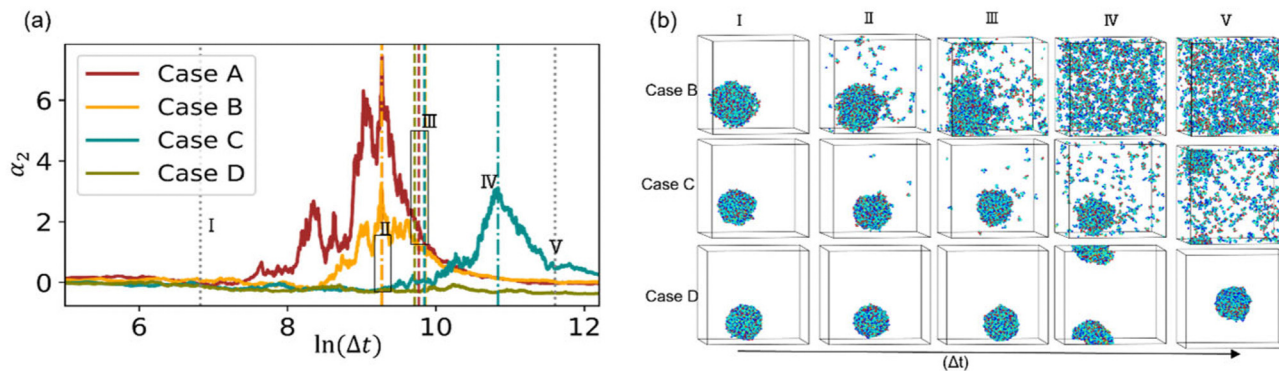 (a)
Case A
Case B
Case C
Case D
6
4
2
0
α₂
I
II
III
IV
V
6
8
10
12
ln(Δt)
(b)
I
II
III
IV
V
Case B
Case C
Case D
(Δt)